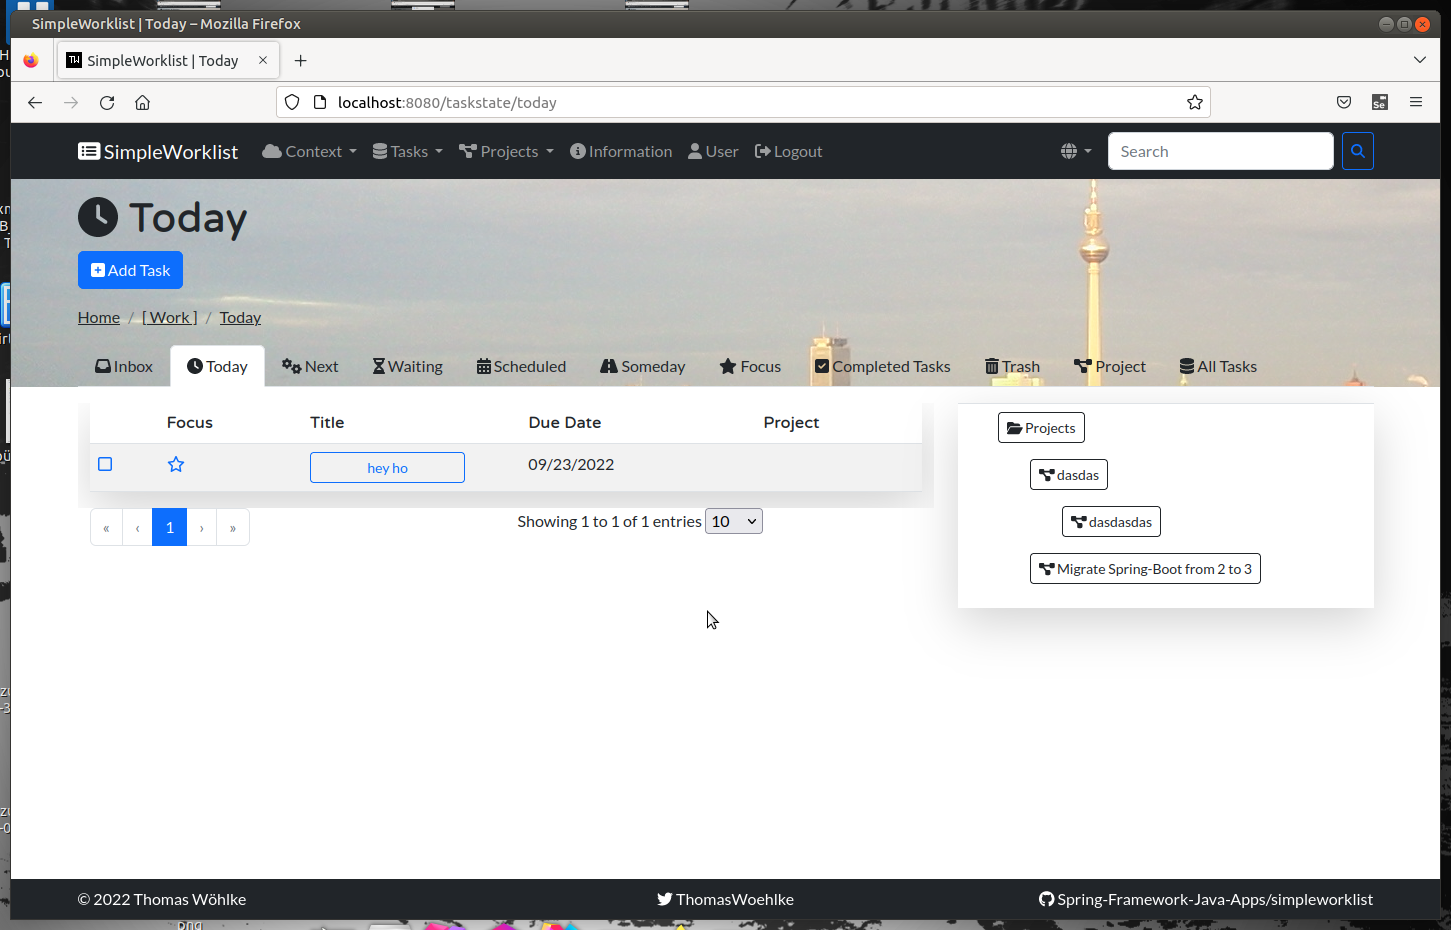 SimpleWorklist | Today – Mozilla Firefox
TW SimpleWorklist | Today
localhost:8080/taskstate/today
Se
SimpleWorklist Context Tasks Projects Information User Logout Search
Today
Add Task
Home / [ Work ] / Today
Inbox Today Next Waiting Scheduled Someday Focus Completed Tasks Trash Project All Tasks
Focus Title Due Date Project
hey ho 09/23/2022
« ‹ 1 › » Showing 1 to 1 of 1 entries 10
Projects
dasdas
dasdasdas
Migrate Spring-Boot from 2 to 3
© 2022 Thomas Wöhlke ThomasWoehlke Spring-Framework-Java-Apps/simpleworklist
png